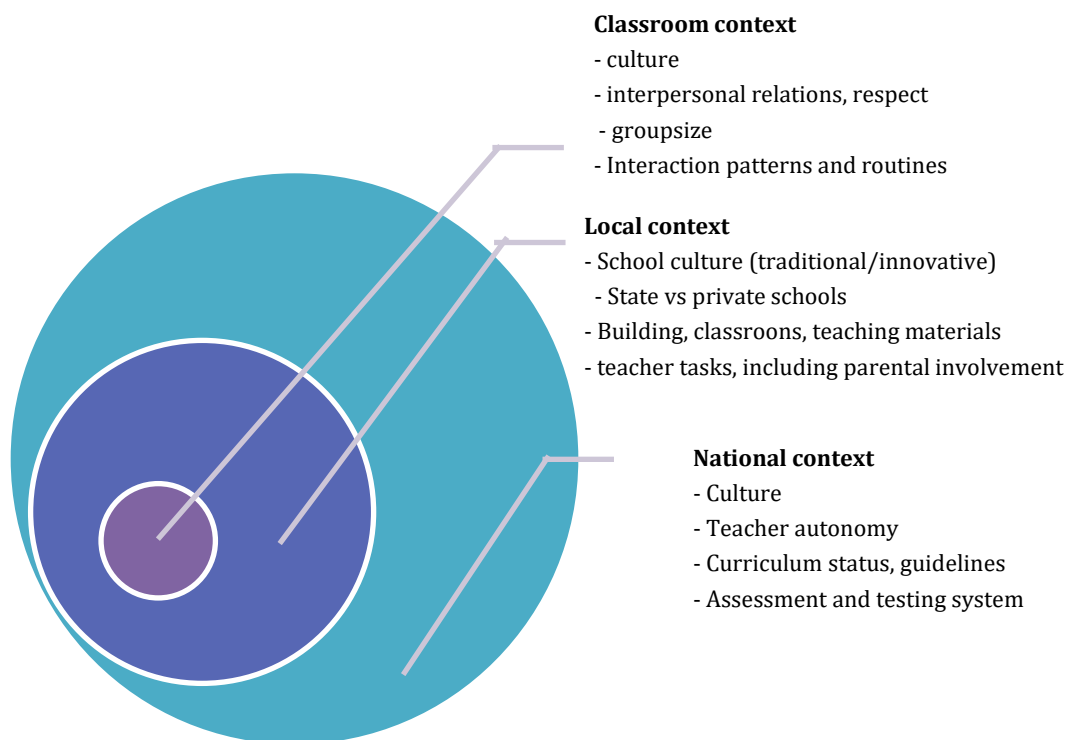 Classroom context
- culture
- interpersonal relations, respect
- groupsize
- Interaction patterns and routines
Local context
- School culture (traditional/innovative)
- State vs private schools
- Building, classroons, teaching materials
- teacher tasks, including parental involvement
National context
- Culture
- Teacher autonomy
- Curriculum status, guidelines
- Assessment and testing system